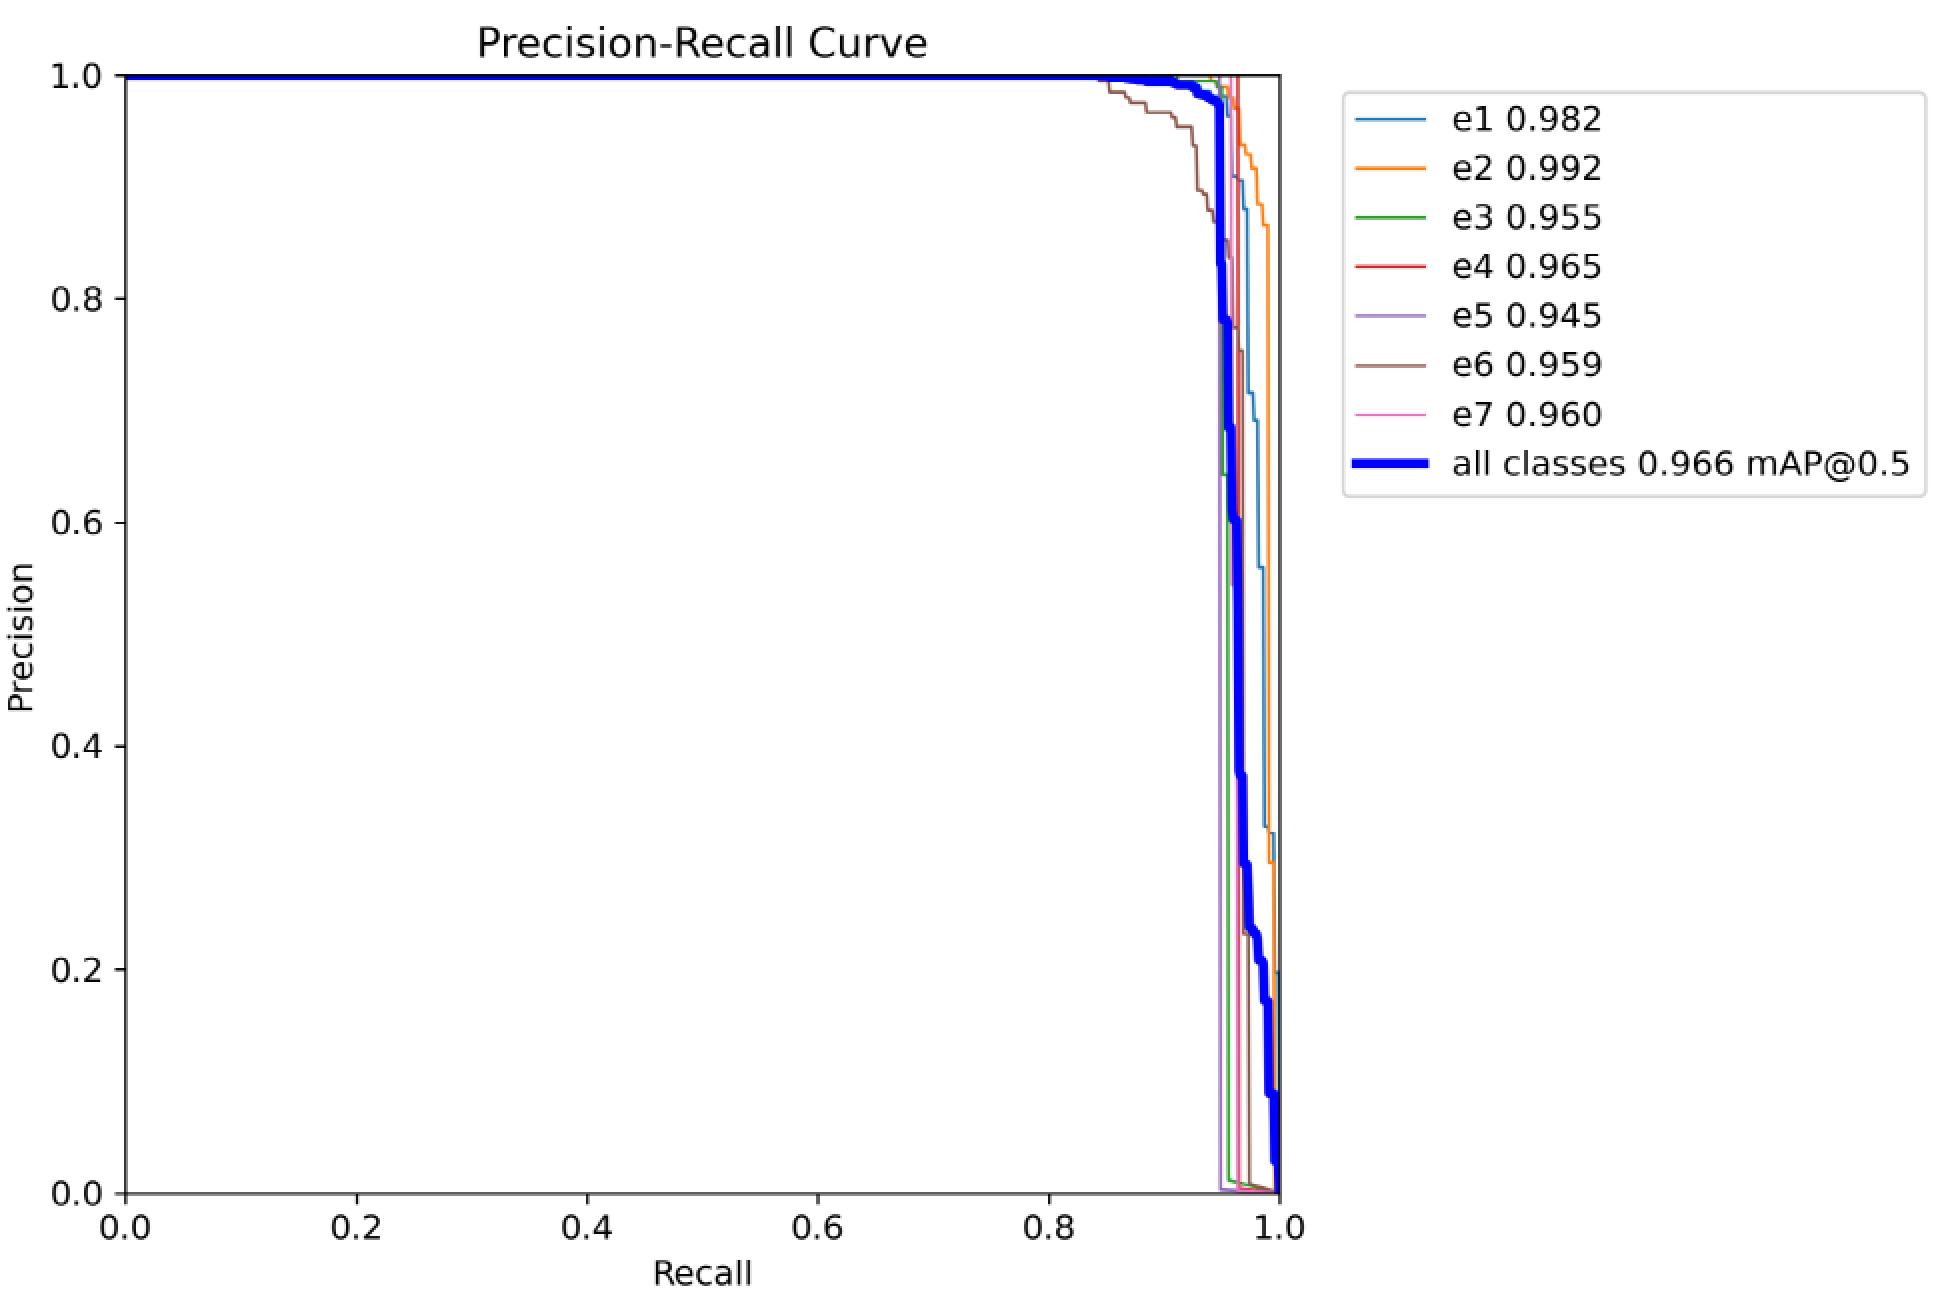 Precision-Recall Curve
1.0
0.8
0.6
0.4
0.2
0.0
Precision
0.0 0.2 0.4 0.6 0.8 1.0
Recall
e1 0.982
e2 0.992
e3 0.955
e4 0.965
e5 0.945
e6 0.959
e7 0.960
all classes 0.966 mAP@0.5